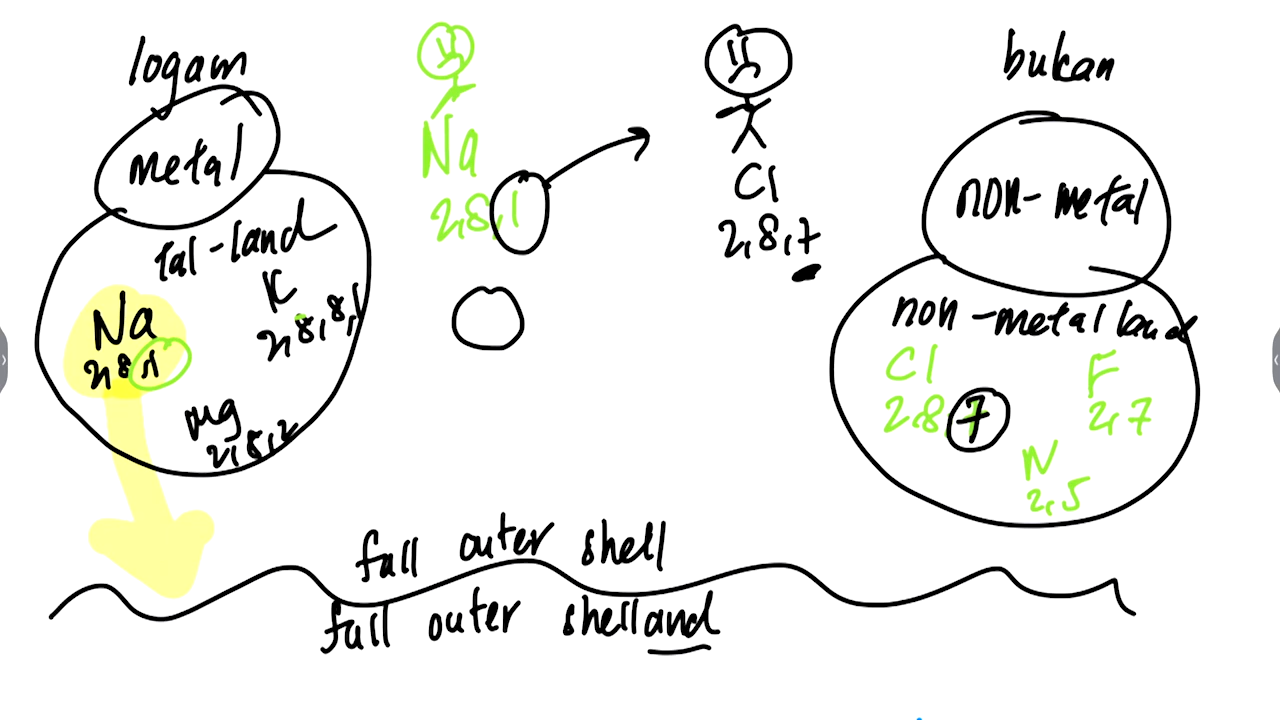 logam
metal
tal-land
K
2,8,8,1
Na
2,8,1
Mg
2,8,2
Na
2,8,1
Cl
2,8,7
bukan
non-metal
non-metal land
Cl
2,8,7
F
2,7
N
2,5
full outer shell
full outer shelland